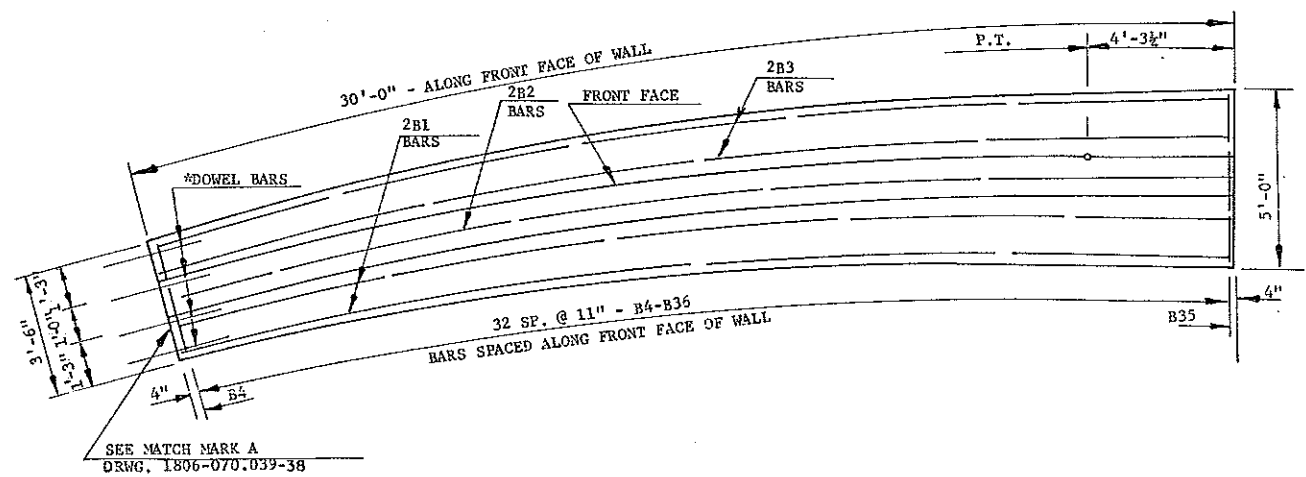 30'-0" - ALONG FRONT FACE OF WALL
P.T.
4'-3½"
2B3
BARS
2B2
BARS
FRONT FACE
2B1
BARS
*DOWEL BARS
5'-0"
3'-6"
1'-3"
1'-0"
1'-3"
32 SP. @ 11" - B4-B36
BARS SPACED ALONG FRONT FACE OF WALL
4"
B35
4"
B4
SEE MATCH MARK A
DRWG. 1806-070.039-38